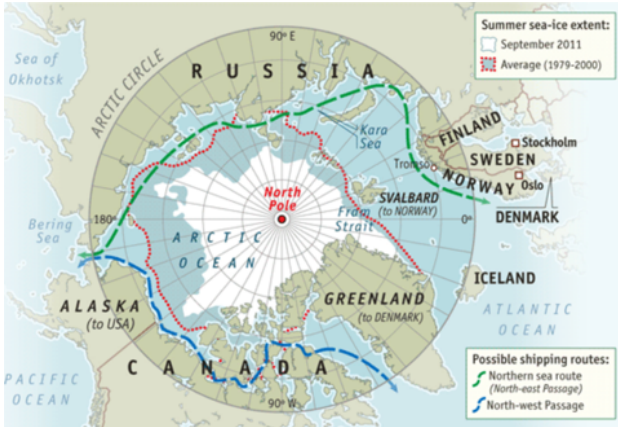 90° E
Summer sea-ice extent:
September 2011
Average (1979-2000)
Sea of
Okhotsk
ARCTIC CIRCLE
RUSSIA
Kara
Sea
FINLAND
Stockholm
SWEDEN
Tromsø
NORWAY
Oslo
DENMARK
North
Pole
SVALBARD
(to NORWAY)
Fram
Strait
180°
0°
Bering
Sea
ARCTIC
OCEAN
ICELAND
GREENLAND
(to DENMARK)
ALASKA
(to USA)
ATLANTIC
OCEAN
CANADA
PACIFIC
OCEAN
90° W
Possible shipping routes:
Northern sea route
(North-east Passage)
North-west Passage